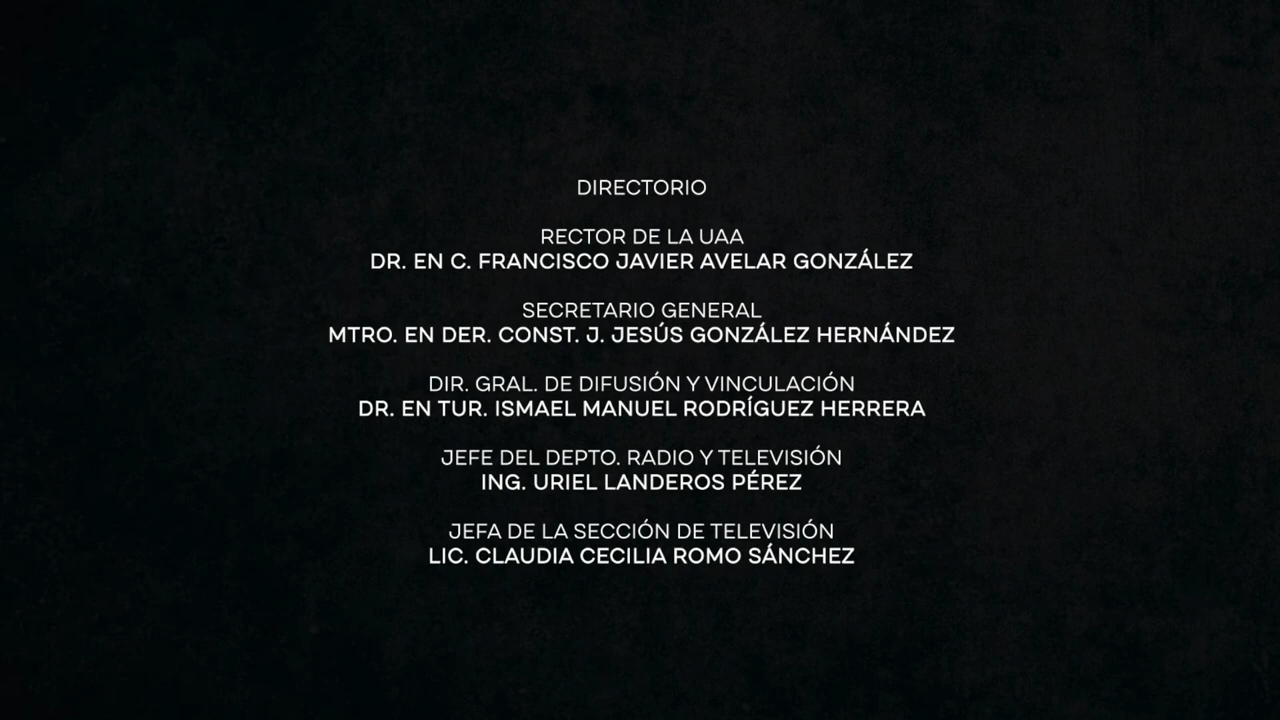 DIRECTORIO
RECTOR DE LA UAA
DR. EN C. FRANCISCO JAVIER AVELAR GONZÁLEZ
SECRETARIO GENERAL
MTRO. EN DER. CONST. J. JESÚS GONZÁLEZ HERNÁNDEZ
DIR. GRAL. DE DIFUSIÓN Y VINCULACIÓN
DR. EN TUR. ISMAEL MANUEL RODRÍGUEZ HERRERA
JEFE DEL DEPTO. RADIO Y TELEVISIÓN
ING. URIEL LANDEROS PÉREZ
JEFA DE LA SECCIÓN DE TELEVISIÓN
LIC. CLAUDIA CECILIA ROMO SÁNCHEZ